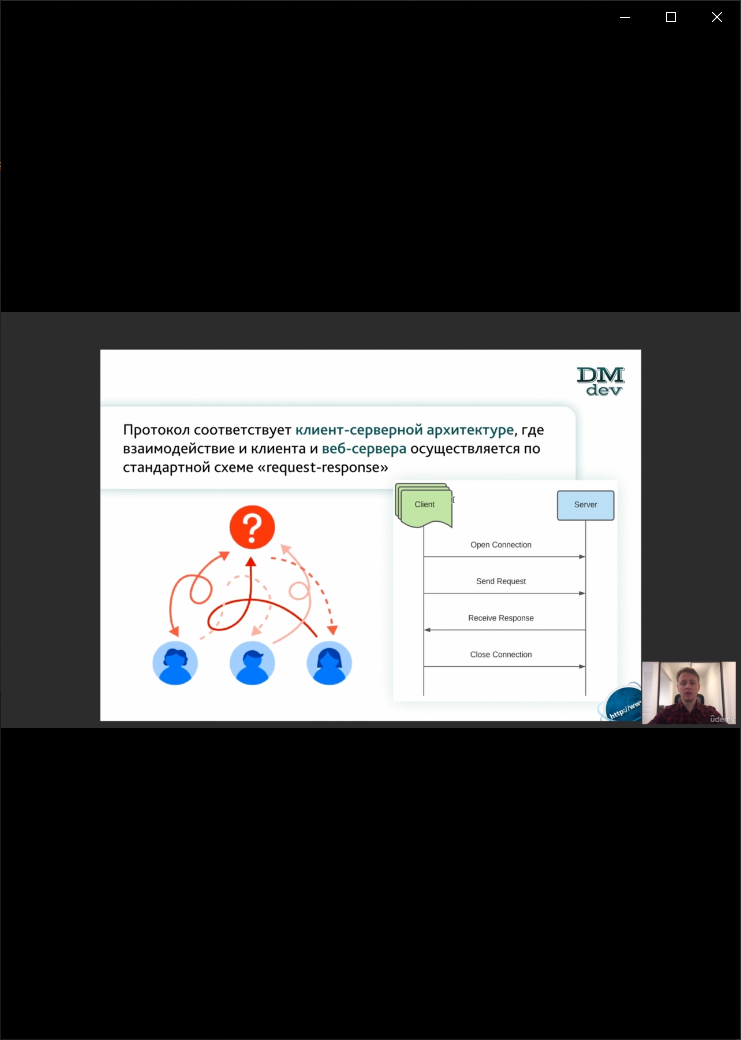 DM
dev
Протокол соответствует клиент-серверной архитектуре, где
взаимодействие и клиента и веб-сервера осуществляется по
стандартной схеме «request-response»
?
Client
Server
Open Connection
Send Request
Receive Response
Close Connection
http://ww
ûdemy